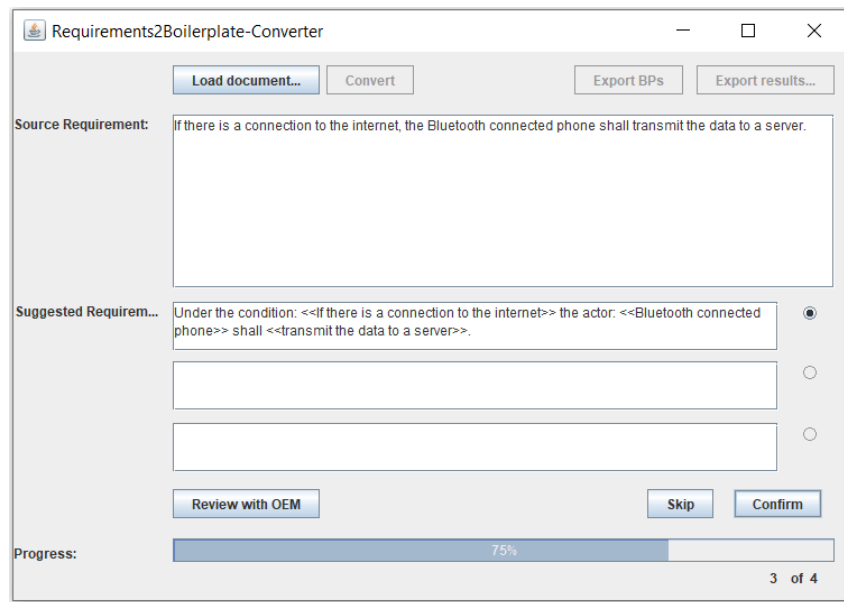 Requirements2Boilerplate-Converter
Load document... Convert Export BPs Export results...
Source Requirement: If there is a connection to the internet, the Bluetooth connected phone shall transmit the data to a server.
Suggested Requirem... Under the condition: <<If there is a connection to the internet>> the actor: <<Bluetooth connected
phone>> shall <<transmit the data to a server>>.
Review with OEM Skip Confirm
Progress: 75%
3 of 4